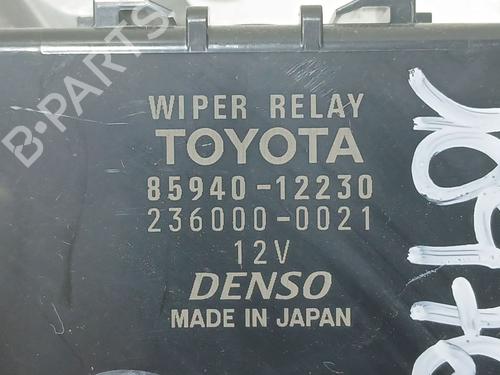 B-PARTS
WIPER RELAY
TOYOTA
85940-12230
236000-0021
12V
DENSO
MADE IN JAPAN